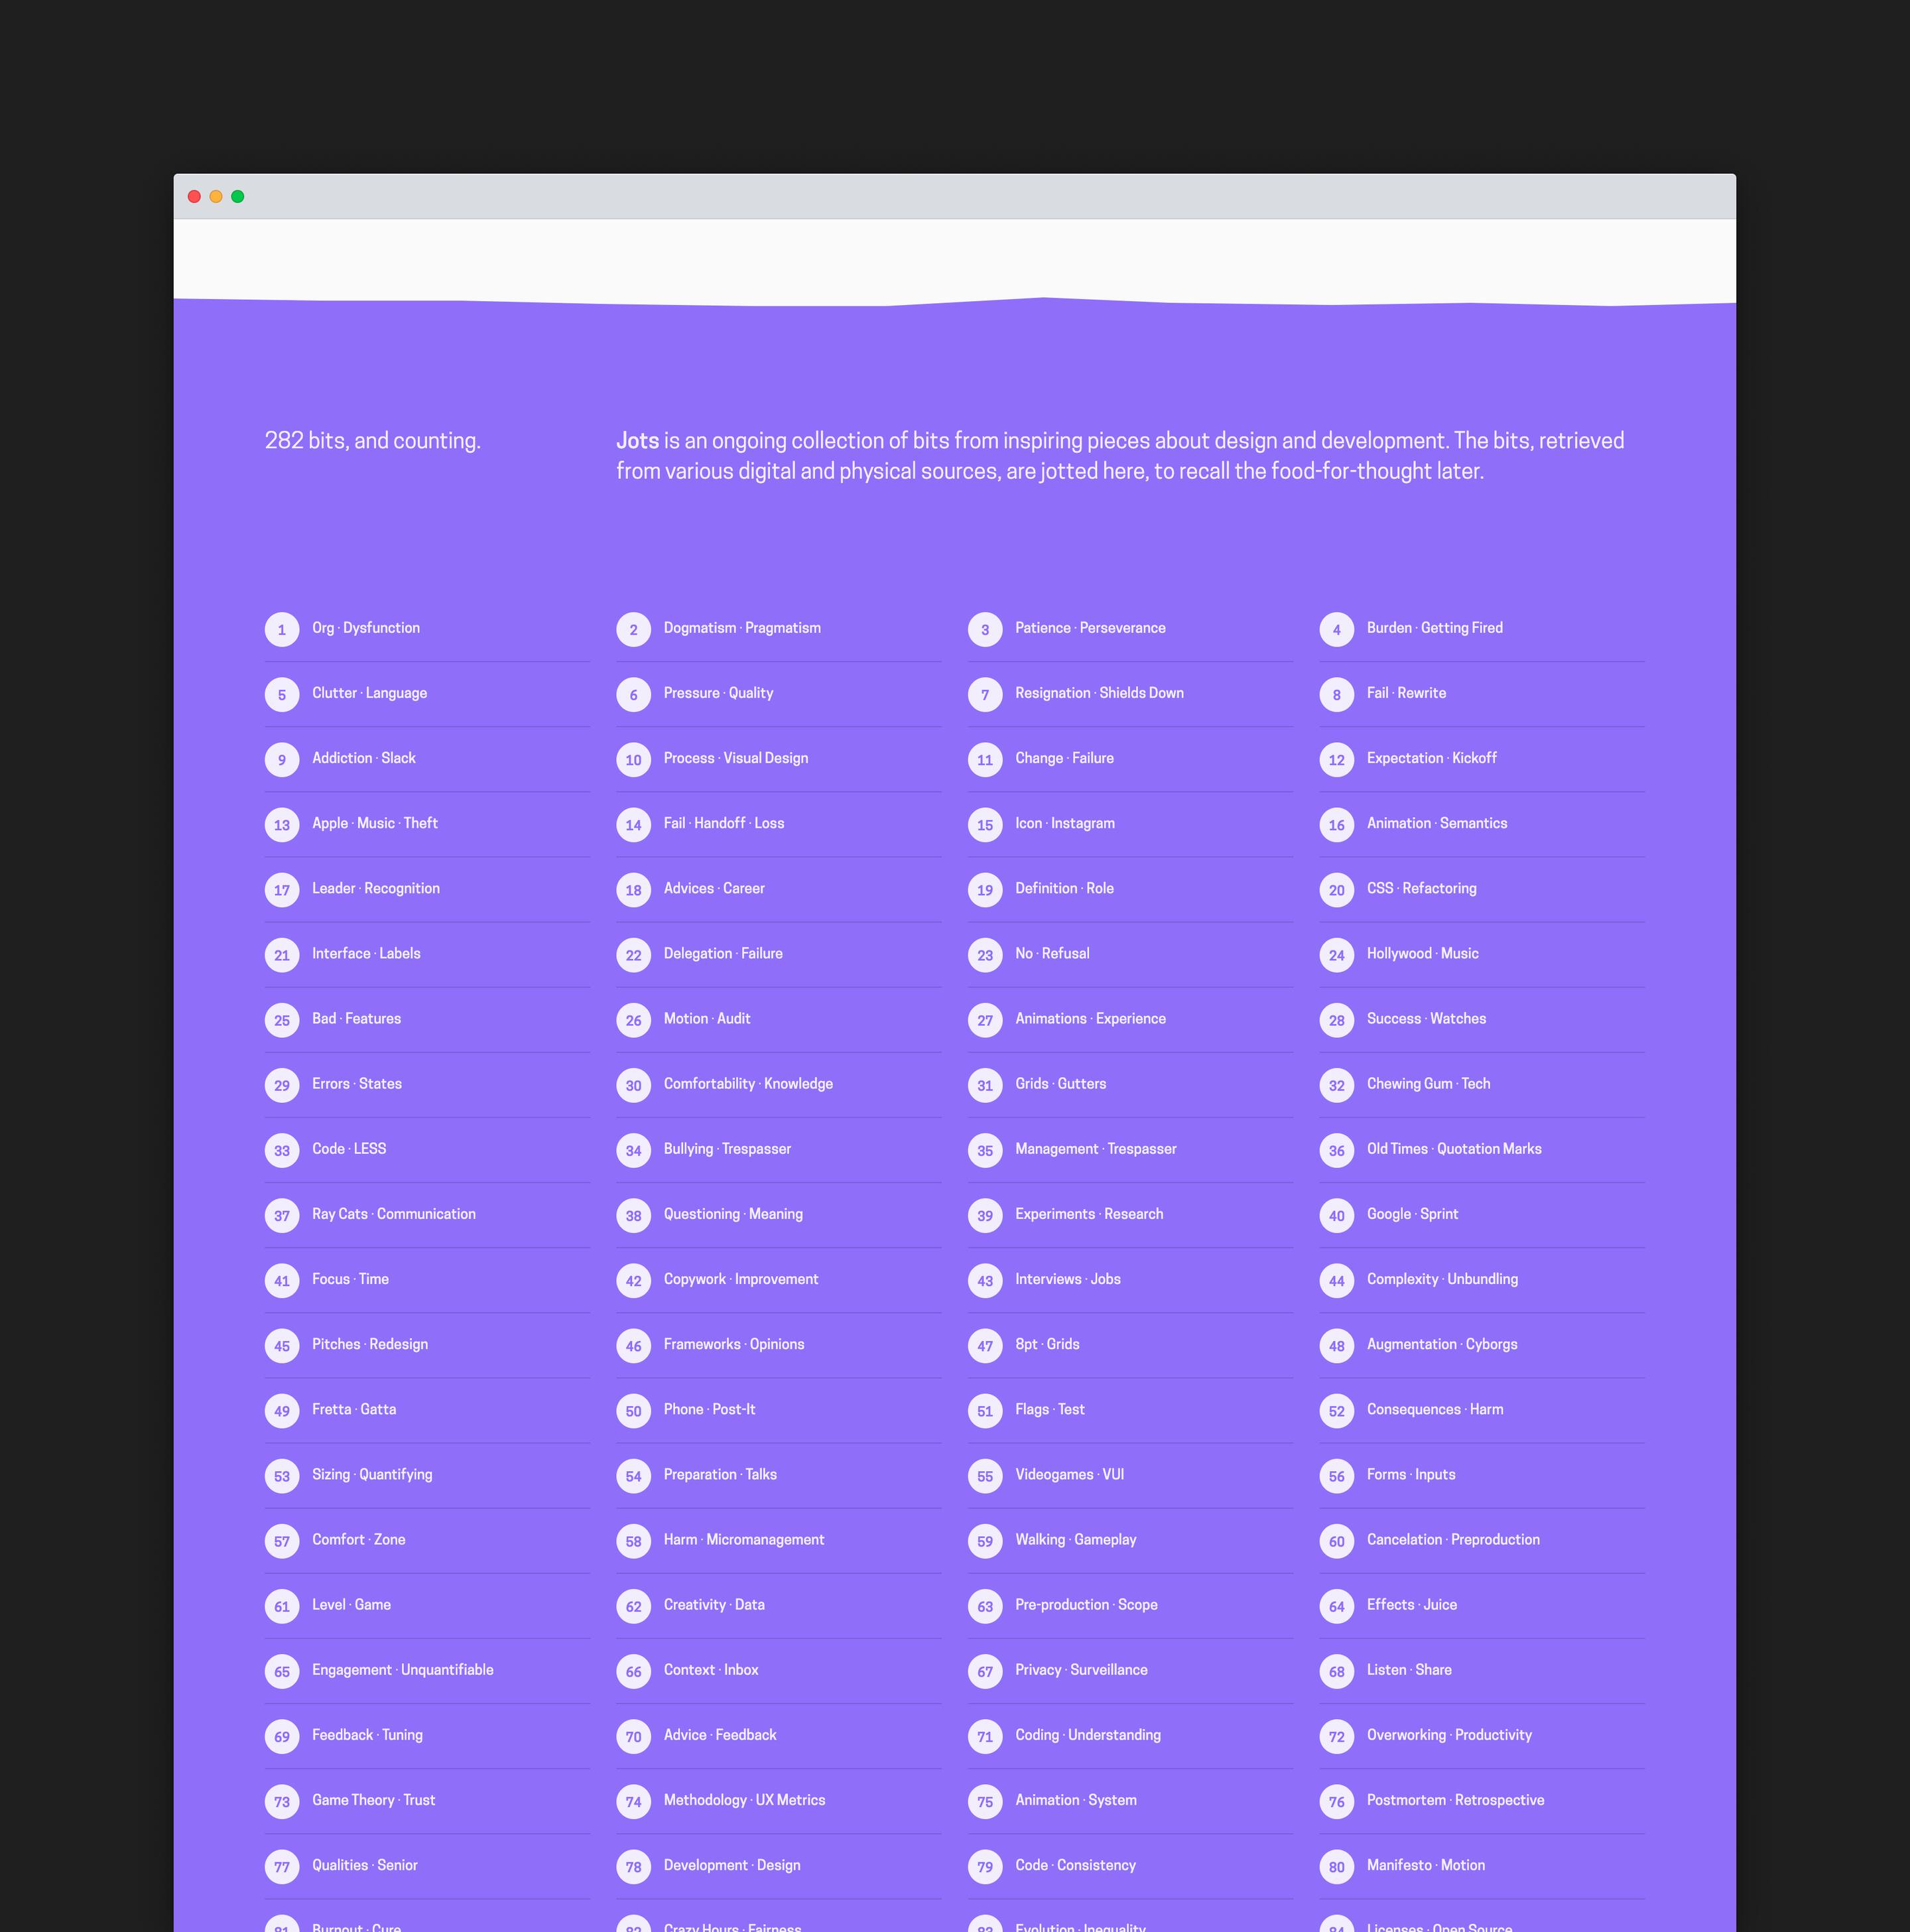 282 bits, and counting.
Jots is an ongoing collection of bits from inspiring pieces about design and development. The bits, retrieved
from various digital and physical sources, are jotted here, to recall the food-for-thought later.
1 Org · Dysfunction
2 Dogmatism · Pragmatism
3 Patience · Perseverance
4 Burden · Getting Fired
5 Clutter · Language
6 Pressure · Quality
7 Resignation · Shields Down
8 Fail · Rewrite
9 Addiction · Slack
10 Process · Visual Design
11 Change · Failure
12 Expectation · Kickoff
13 Apple · Music · Theft
14 Fail · Handoff · Loss
15 Icon · Instagram
16 Animation · Semantics
17 Leader · Recognition
18 Advices · Career
19 Definition · Role
20 CSS · Refactoring
21 Interface · Labels
22 Delegation · Failure
23 No · Refusal
24 Hollywood · Music
25 Bad · Features
26 Motion · Audit
27 Animations · Experience
28 Success · Watches
29 Errors · States
30 Comfortability · Knowledge
31 Grids · Gutters
32 Chewing Gum · Tech
33 Code · LESS
34 Bullying · Trespasser
35 Management · Trespasser
36 Old Times · Quotation Marks
37 Ray Cats · Communication
38 Questioning · Meaning
39 Experiments · Research
40 Google · Sprint
41 Focus · Time
42 Copywork · Improvement
43 Interviews · Jobs
44 Complexity · Unbundling
45 Pitches · Redesign
46 Frameworks · Opinions
47 8pt · Grids
48 Augmentation · Cyborgs
49 Fretta · Gatta
50 Phone · Post-It
51 Flags · Test
52 Consequences · Harm
53 Sizing · Quantifying
54 Preparation · Talks
55 Videogames · VUI
56 Forms · Inputs
57 Comfort · Zone
58 Harm · Micromanagement
59 Walking · Gameplay
60 Cancelation · Preproduction
61 Level · Game
62 Creativity · Data
63 Pre-production · Scope
64 Effects · Juice
65 Engagement · Unquantifiable
66 Context · Inbox
67 Privacy · Surveillance
68 Listen · Share
69 Feedback · Tuning
70 Advice · Feedback
71 Coding · Understanding
72 Overworking · Productivity
73 Game Theory · Trust
74 Methodology · UX Metrics
75 Animation · System
76 Postmortem · Retrospective
77 Qualities · Senior
78 Development · Design
79 Code · Consistency
80 Manifesto · Motion
81 Burnout · Cure
82 Crazy Hours · Fairness
83 Evolution · Inequality
84 Licenses · Open Source